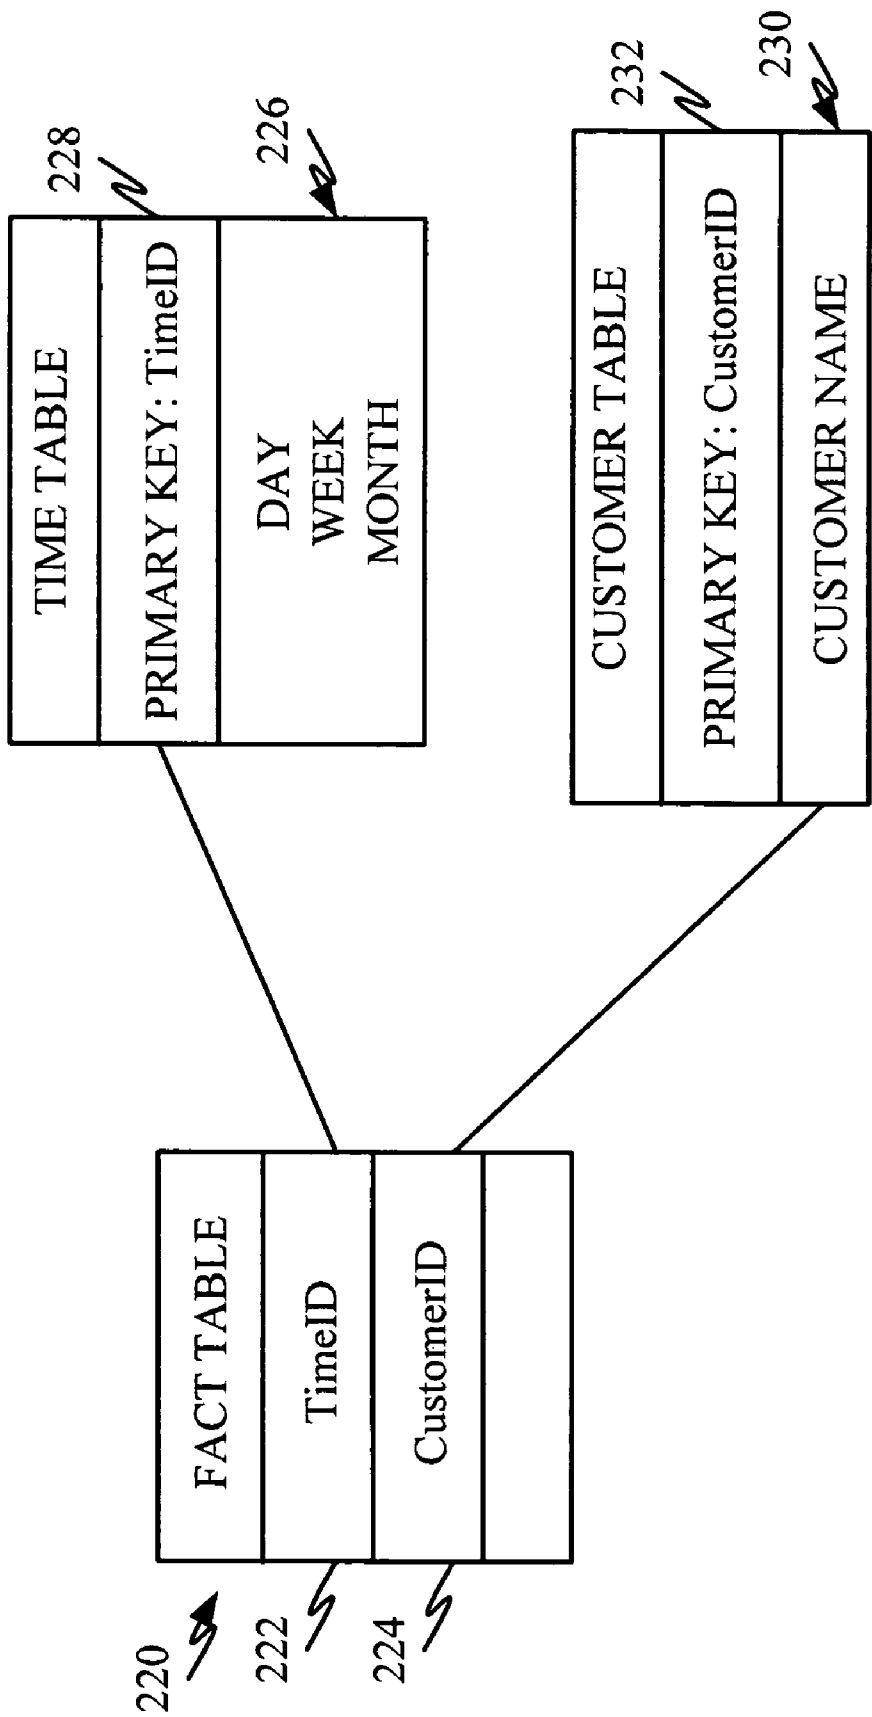 220
FACT TABLE
222
TimeID
224
CustomerID
TIME TABLE
228
PRIMARY KEY: TimeID
226
DAY
WEEK
MONTH
CUSTOMER TABLE
232
PRIMARY KEY: CustomerID
230
CUSTOMER NAME